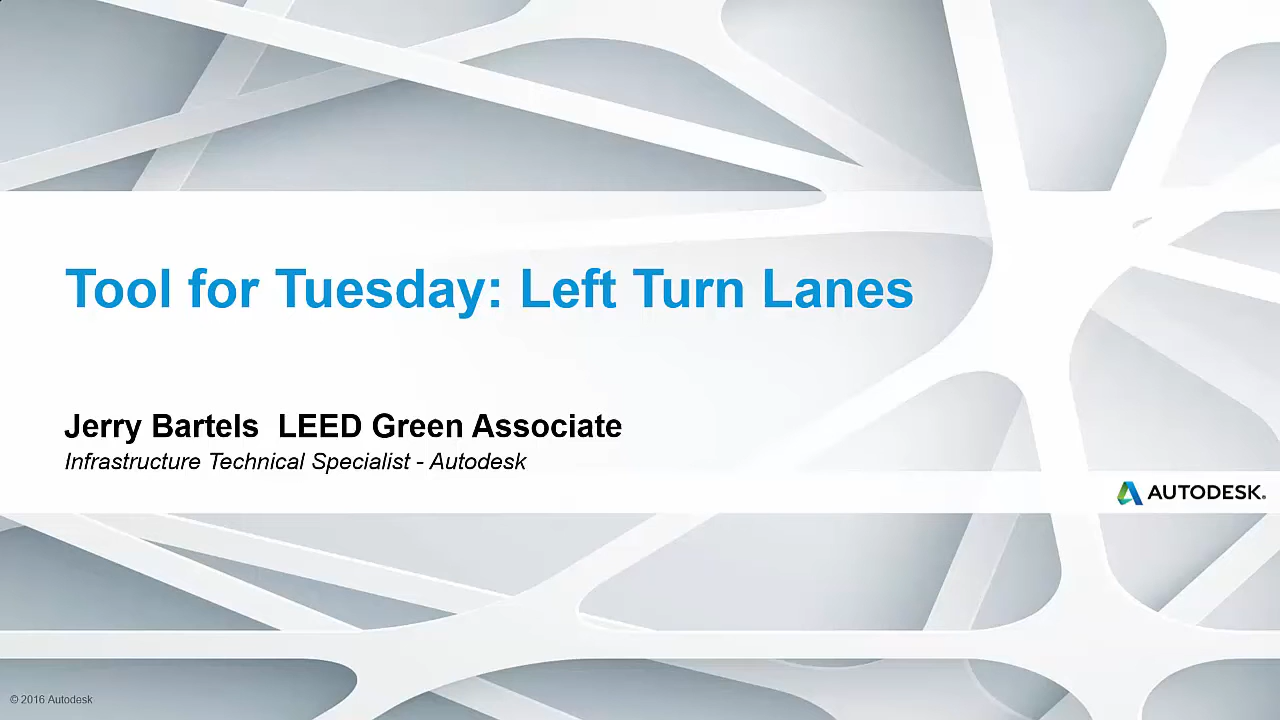 Tool for Tuesday: Left Turn Lanes
Jerry Bartels  LEED Green Associate
Infrastructure Technical Specialist - Autodesk
AUTODESK®
© 2016 Autodesk